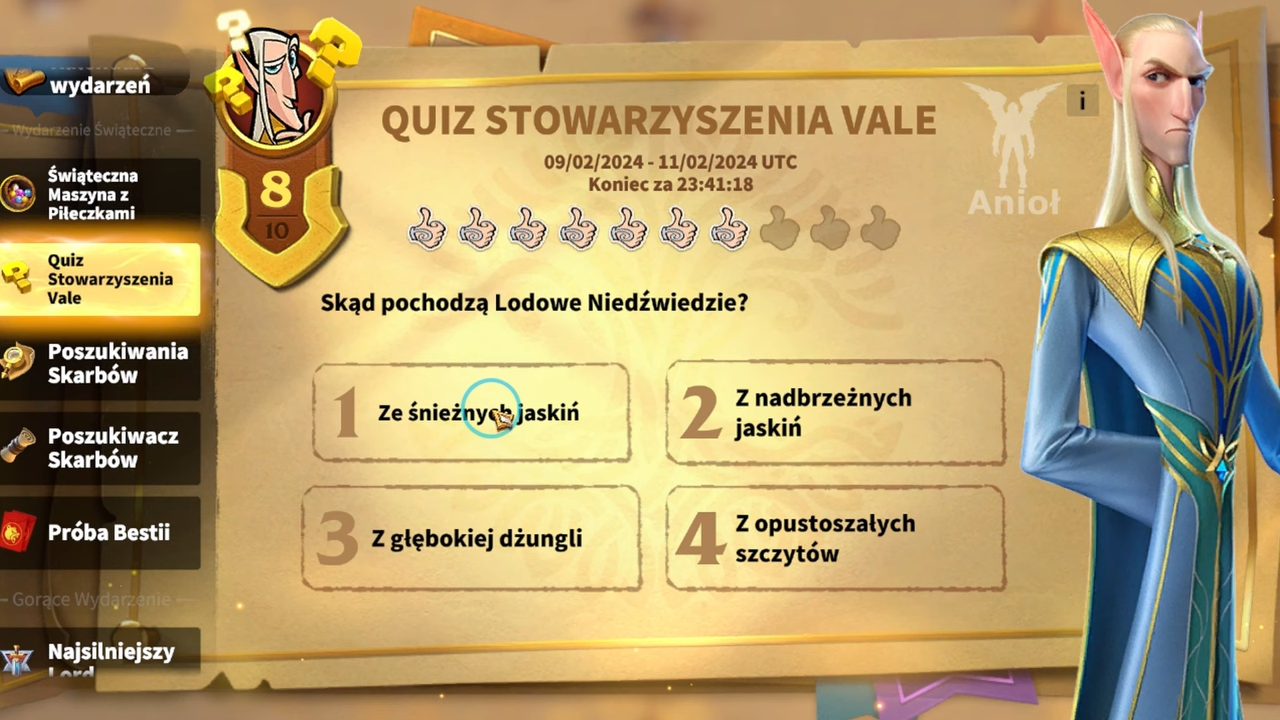 wydarzeń
Wydarzenie Świąteczne
Świąteczna
Maszyna z
Piłeczkami
Quiz
Stowarzyszenia
Vale
Poszukiwania
Skarbów
Poszukiwacz
Skarbów
Próba Bestii
Gorące Wydarzenie
Najsilniejszy
Lord
8
10
QUIZ STOWARZYSZENIA VALE
09/02/2024 - 11/02/2024 UTC
Koniec za 23:41:18
i
Anioł
Skąd pochodzą Lodowe Niedźwiedzie?
1 Ze śnieżnych jaskiń
2 Z nadbrzeżnych
jaskiń
3 Z głębokiej dżungli
4 Z opustoszałych
szczytów